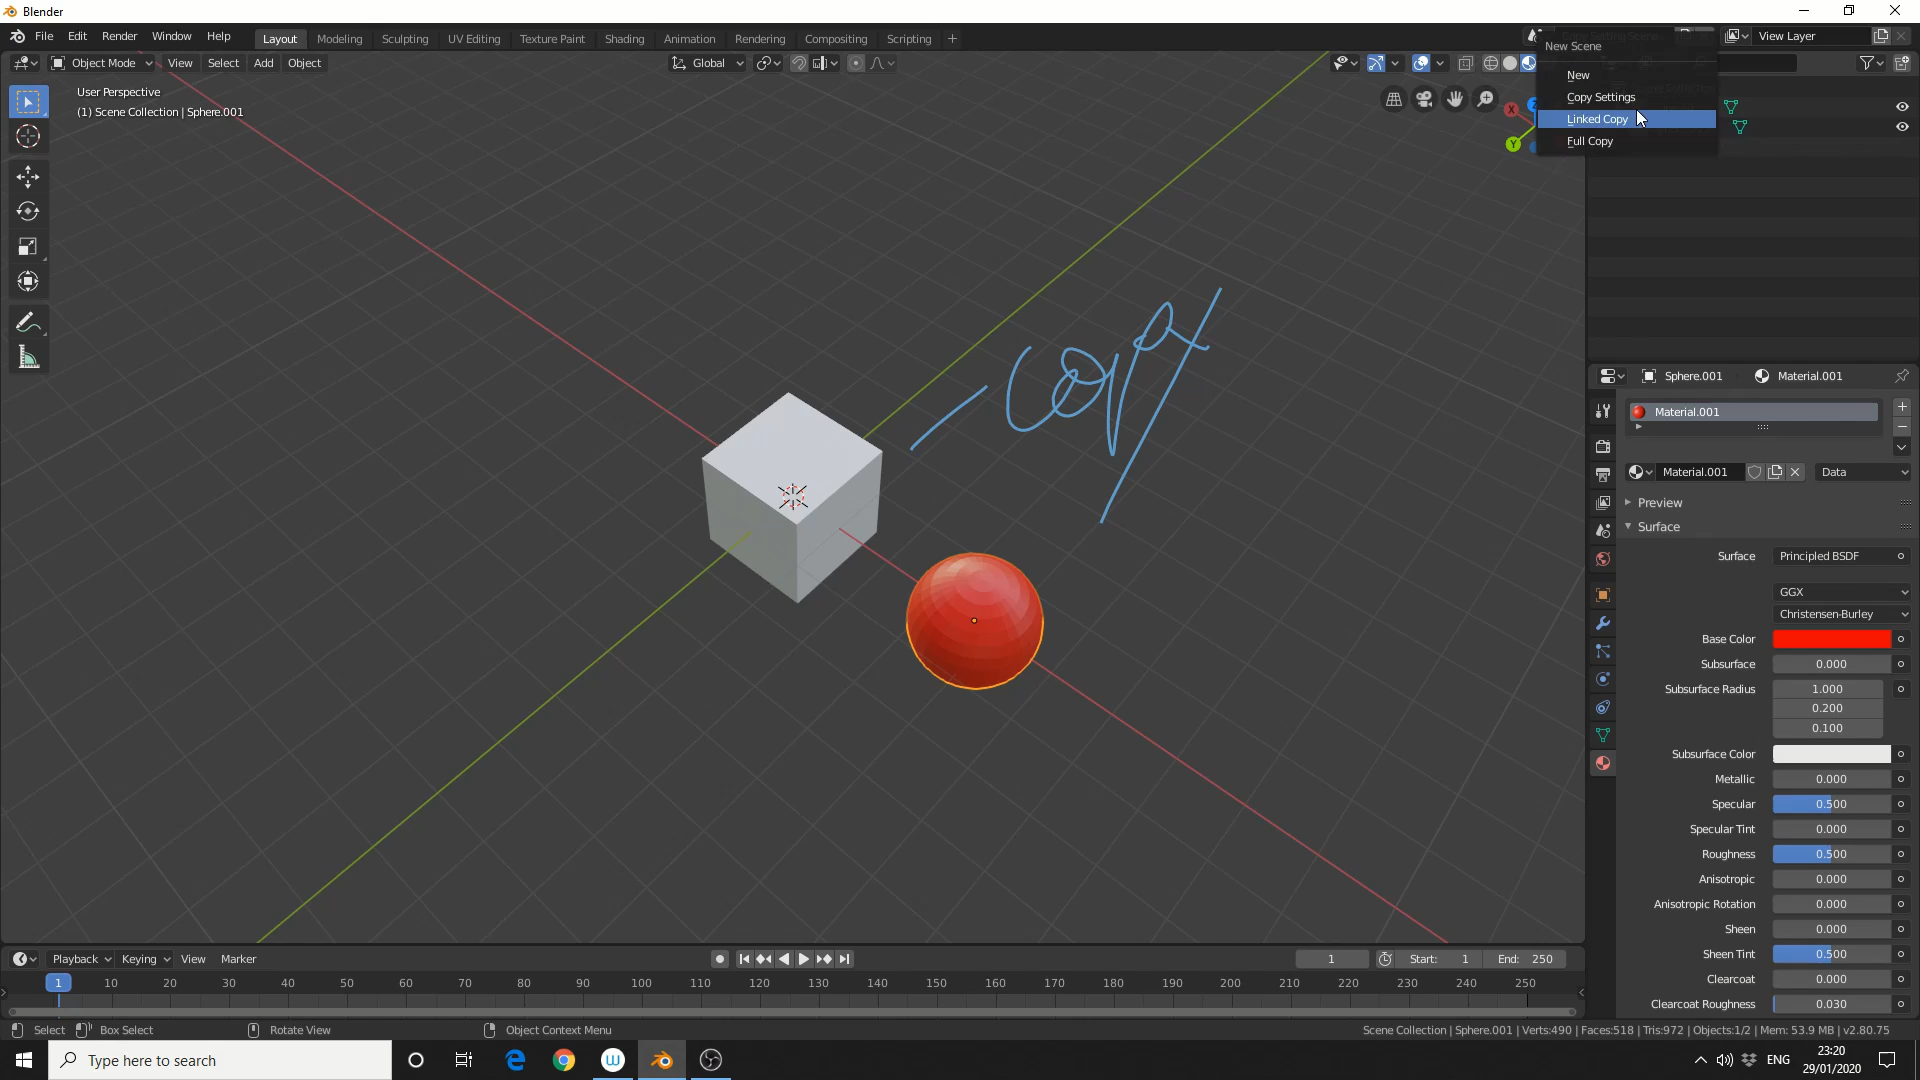 Blender
File Edit Render Window Help Layout Modeling Sculpting UV Editing Texture Paint Shading Animation Rendering Compositing Scripting + View Layer
New Scene
New
Copy Settings
Linked Copy
Full Copy
Object Mode View Select Add Object Global
User Perspective
(1) Scene Collection | Sphere.001
X
Y
- Copy
Sphere.001 Material.001
Material.001
Material.001 Data
Preview
Surface
Surface Principled BSDF
GGX
Christensen-Burley
Base Color
Subsurface 0.000
Subsurface Radius 1.000
0.200
0.100
Subsurface Color
Metallic 0.000
Specular 0.500
Specular Tint 0.000
Roughness 0.500
Anisotropic 0.000
Anisotropic Rotation 0.000
Sheen 0.000
Sheen Tint 0.500
Clearcoat 0.000
Clearcoat Roughness 0.030
Playback Keying View Marker 1 Start: 1 End: 250
1 10 20 30 40 50 60 70 80 90 100 110 120 130 140 150 160 170 180 190 200 210 220 230 240 250
Select Box Select Rotate View Object Context Menu Scene Collection | Sphere.001 | Verts:490 | Faces:518 | Tris:972 | Objects:1/2 | Mem: 53.9 MB | v2.80.75
Type here to search ENG 23:20
29/01/2020